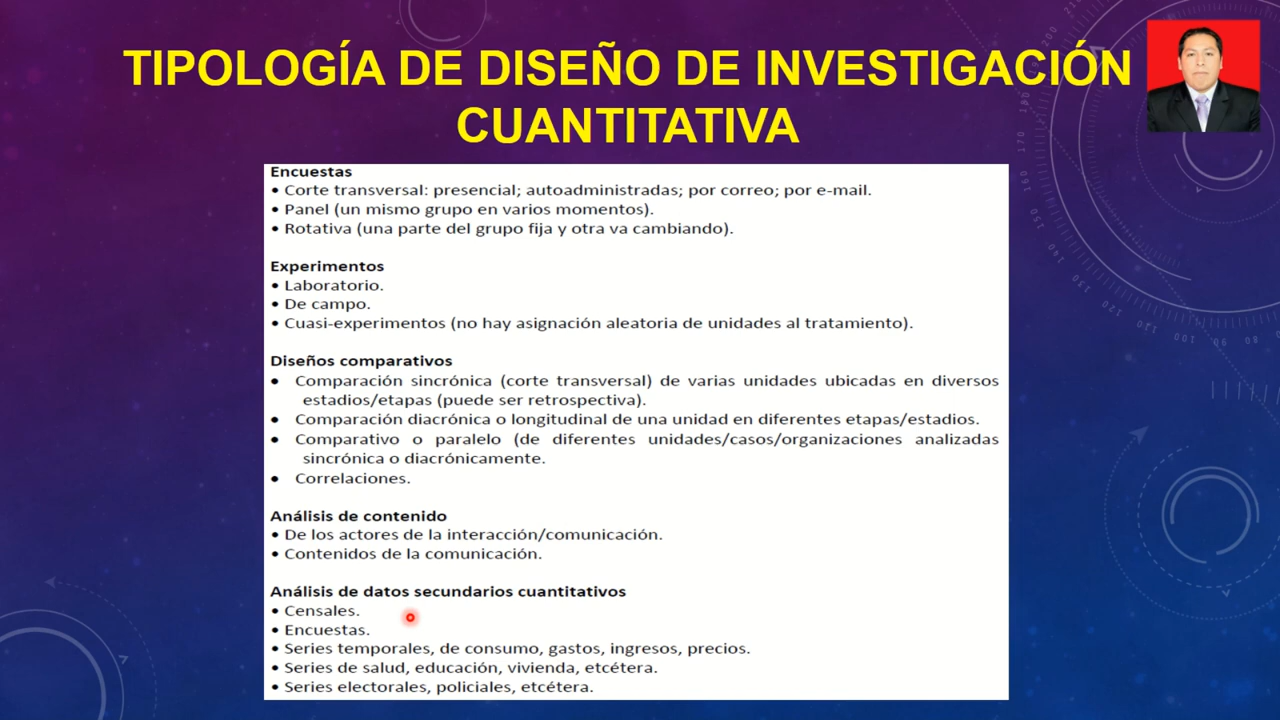 TIPOLOGÍA DE DISEÑO DE INVESTIGACIÓN
CUANTITATIVA
Encuestas
• Corte transversal: presencial; autoadministradas; por correo; por e-mail.
• Panel (un mismo grupo en varios momentos).
• Rotativa (una parte del grupo fija y otra va cambiando).
Experimentos
• Laboratorio.
• De campo.
• Cuasi-experimentos (no hay asignación aleatoria de unidades al tratamiento).
Diseños comparativos
• Comparación sincrónica (corte transversal) de varias unidades ubicadas en diversos
estadios/etapas (puede ser retrospectiva).
• Comparación diacrónica o longitudinal de una unidad en diferentes etapas/estadios.
• Comparativo o paralelo (de diferentes unidades/casos/organizaciones analizadas
sincrónica o diacrónicamente.
• Correlaciones.
Análisis de contenido
• De los actores de la interacción/comunicación.
• Contenidos de la comunicación.
Análisis de datos secundarios cuantitativos
• Censales.
• Encuestas.
• Series temporales, de consumo, gastos, ingresos, precios.
• Series de salud, educación, vivienda, etcétera.
• Series electorales, policiales, etcétera.